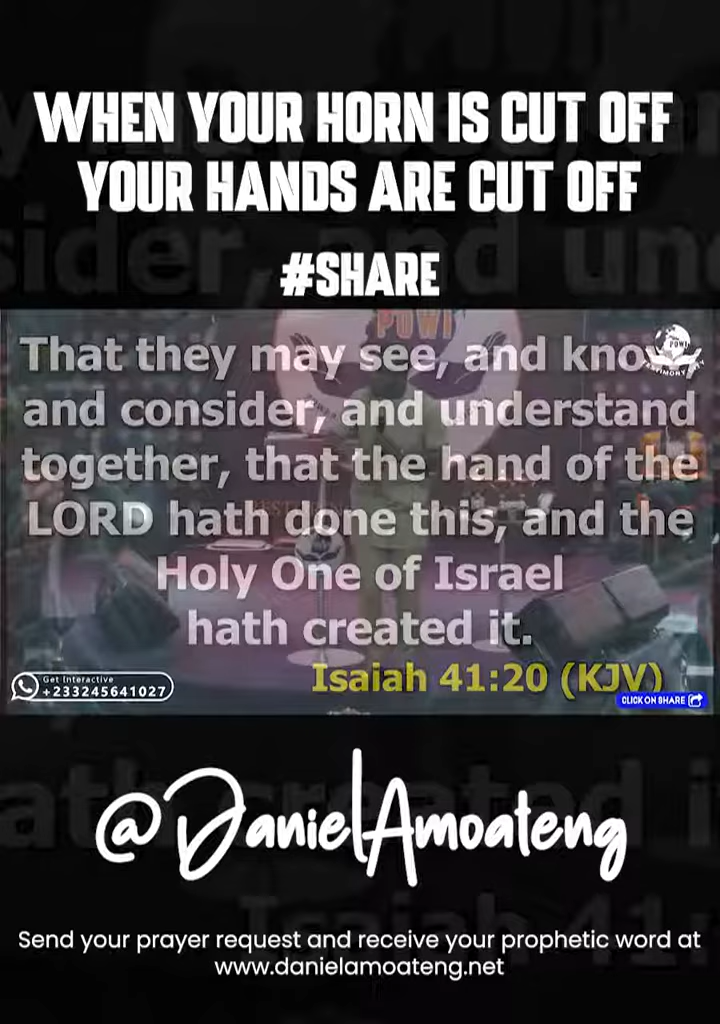 WHEN YOUR HORN IS CUT OFF
YOUR HANDS ARE CUT OFF
#SHARE
POWI
POWI
TESTIMONY
That they may see, and know,
and consider, and understand
together, that the hand of the
LORD hath done this, and the
Holy One of Israel
hath created it.
Isaiah 41:20 (KJV)
Get Interactive
+233245641027
CLICK ON SHARE
@DanielAmoateng
Send your prayer request and receive your prophetic word at
www.danielamoateng.net